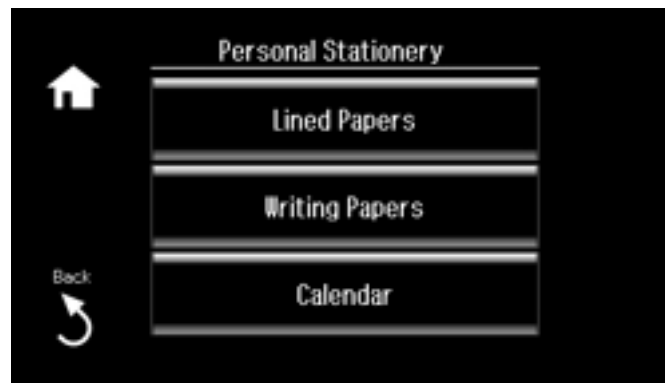 Personal Stationery
Lined Papers
Writing Papers
Calendar
Back